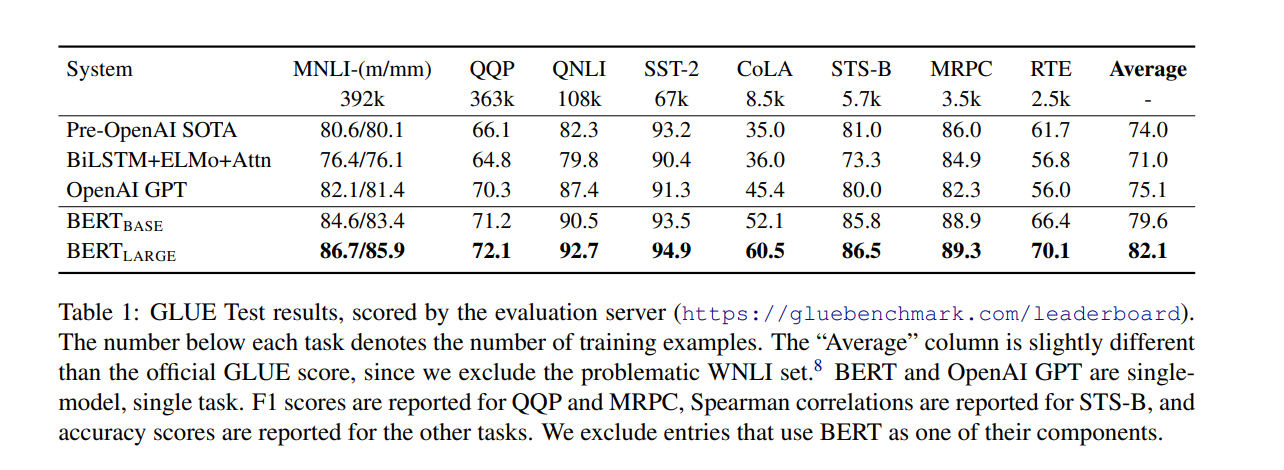 System MNLI-(m/mm) QQP QNLI SST-2 CoLA STS-B MRPC RTE Average
392k 363k 108k 67k 8.5k 5.7k 3.5k 2.5k -
Pre-OpenAI SOTA 80.6/80.1 66.1 82.3 93.2 35.0 81.0 86.0 61.7 74.0
BiLSTM+ELMo+Attn 76.4/76.1 64.8 79.8 90.4 36.0 73.3 84.9 56.8 71.0
OpenAI GPT 82.1/81.4 70.3 87.4 91.3 45.4 80.0 82.3 56.0 75.1
BERTBASE 84.6/83.4 71.2 90.5 93.5 52.1 85.8 88.9 66.4 79.6
BERTLARGE 86.7/85.9 72.1 92.7 94.9 60.5 86.5 89.3 70.1 82.1
Table 1: GLUE Test results, scored by the evaluation server (https://gluebenchmark.com/leaderboard).
The number below each task denotes the number of training examples. The “Average” column is slightly different
than the official GLUE score, since we exclude the problematic WNLI set.8 BERT and OpenAI GPT are single-
model, single task. F1 scores are reported for QQP and MRPC, Spearman correlations are reported for STS-B, and
accuracy scores are reported for the other tasks. We exclude entries that use BERT as one of their components.